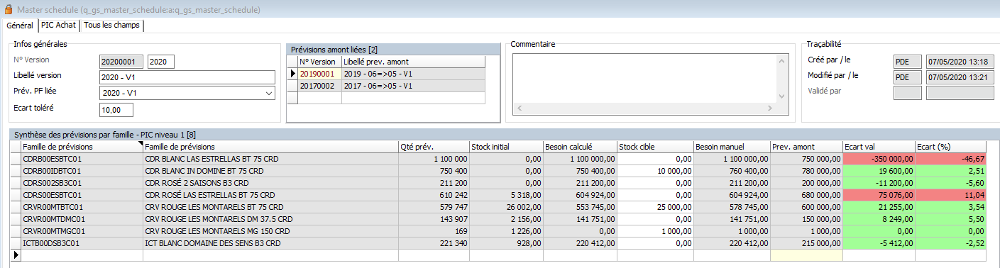 Master schedule (q_gs_master_schedule:a:q_gs_master_schedule)
Général PIC Achat Tous les champs
Infos générales
N° Version 20200001 2020
Libellé version 2020 - V1
Prév. PF liée 2020 - V1
Ecart toléré 10,00
Prévisions amont liées [2]
N° Version Libellé prev. amont
20190001 2019 - 06=>05 - V1
20170002 2017 - 06=>05 - V1
Commentaire
Traçabilité
Créé par / le PDE 07/05/2020 13:18
Modifié par / le PDE 07/05/2020 13:21
Validé par
Synthèse des prévisions par famille - PIC niveau 1 [8]
Famille de prévisions Famille de prévisions Qté prév. Stock initial Besoin calculé Stock cible Besoin manuel Prev. amont Ecart val Ecart (%)
CDRB00ESBTC01 CDR BLANC LAS ESTRELLAS BT 75 CRD 1 100 000 0,00 1 100 000,00 0,00 1 100 000,00 750 000,00 -350 000,00 -46,67
CDRB00IDBTC01 CDR BLANC IN DOMINE BT 75 CRD 750 400 0,00 750 400,00 10 000,00 760 400,00 780 000,00 19 600,00 2,51
CDRS002SB3C01 CDR ROSÉ 2 SAISONS B3 CRD 211 200 0,00 211 200,00 0,00 211 200,00 200 000,00 -11 200,00 -5,60
CDRS00ESBTC01 CDR ROSÉ LAS ESTRELLAS BT 75 CRD 610 242 5 318,00 604 924,00 0,00 604 924,00 680 000,00 75 076,00 11,04
CRVR00MTBTC01 CRV ROUGE LES MONTARELS BT 75 CRD 579 747 26 002,00 553 745,00 25 000,00 578 745,00 600 000,00 21 255,00 3,54
CRVR00MTDMC01 CRV ROUGE LES MONTARELS DM 37.5 CRD 143 907 2 156,00 141 751,00 0,00 141 751,00 150 000,00 8 249,00 5,50
CRVR00MTMGC01 CRV ROUGE LES MONTARELS MG 150 CRD 169 1 226,00 0,00 1 000,00 1 000,00 1 000,00 0,00 0,00
ICTB00DSB3C01 ICT BLANC DOMAINE DES SENS B3 CRD 221 340 928,00 220 412,00 0,00 220 412,00 215 000,00 -5 412,00 -2,52